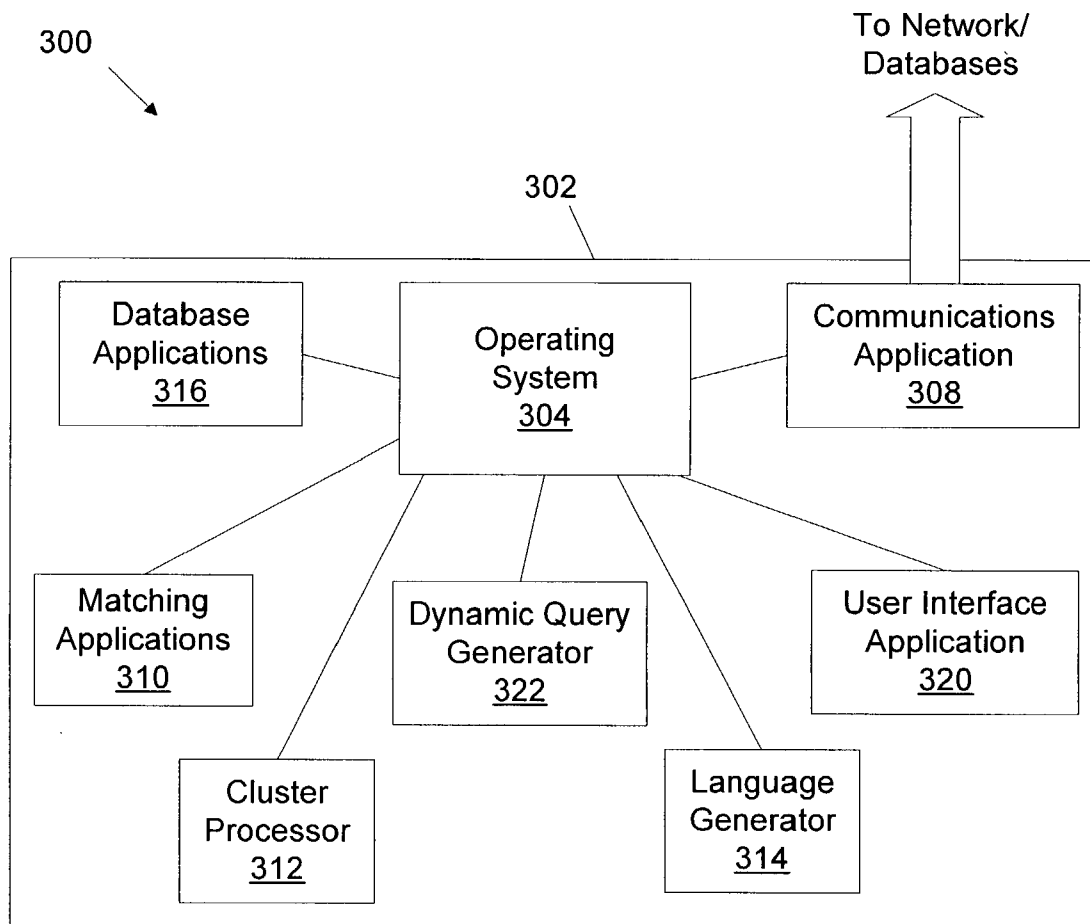 300
To Network/
Databases
302
Database
Applications
316
Operating
System
304
Communications
Application
308
Matching
Applications
310
Dynamic Query
Generator
322
User Interface
Application
320
Cluster
Processor
312
Language
Generator
314